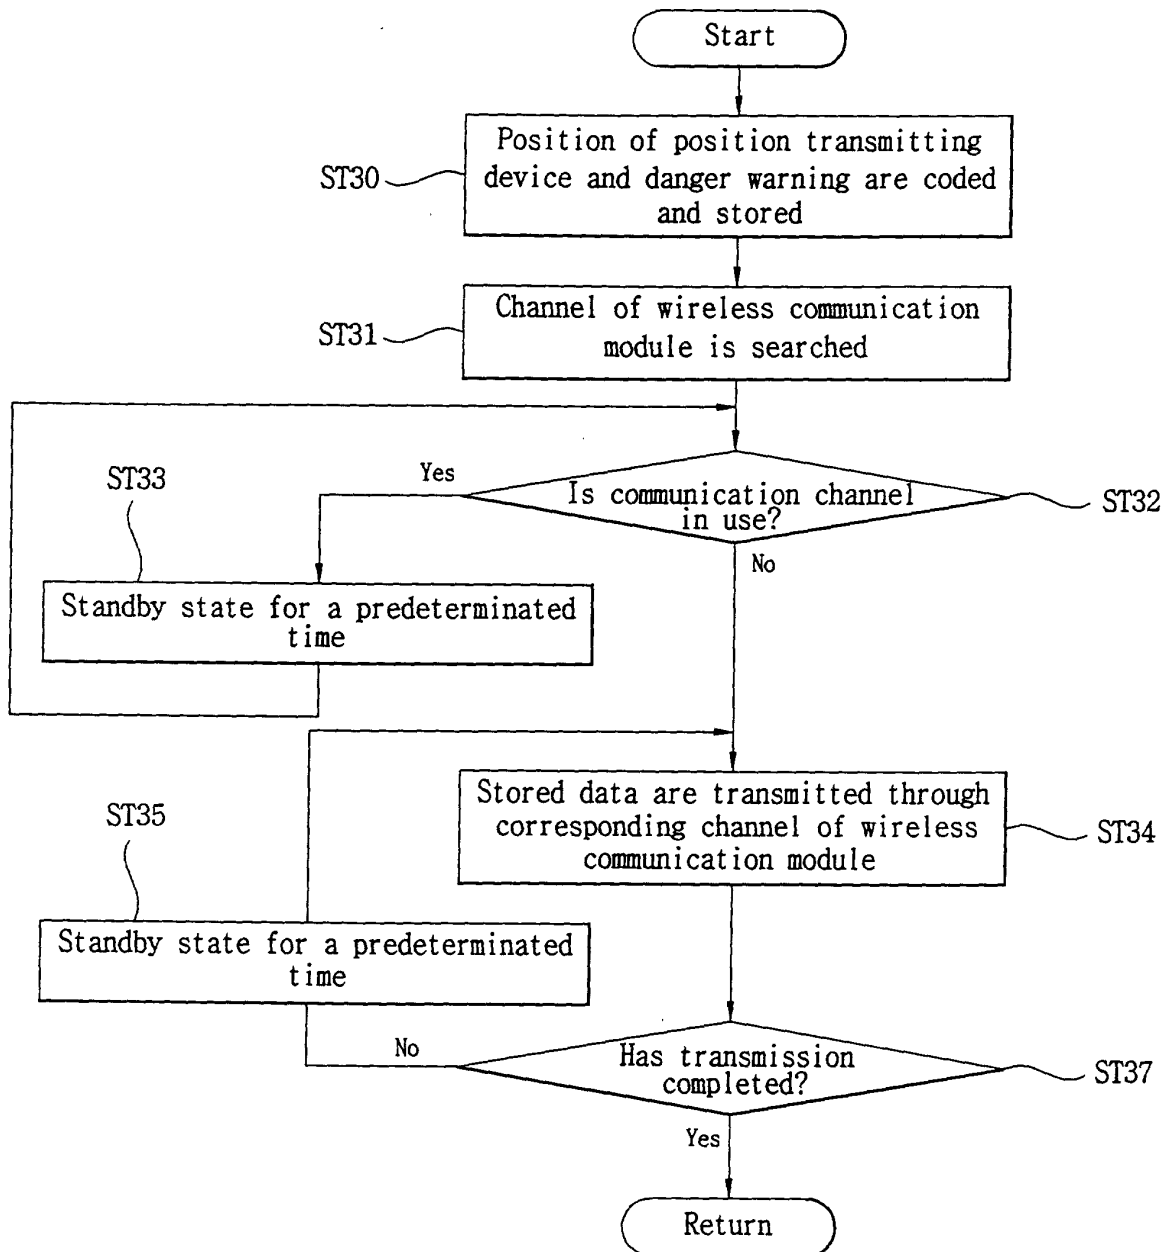 Start
Position of position transmitting
device and danger warning are coded
and stored
ST30
Channel of wireless communication
module is searched
ST31
Yes
ST33
Is communication channel
in use?
ST32
No
Standby state for a predeterminated
time
Stored data are transmitted through
corresponding channel of wireless
communication module
ST34
ST35
Standby state for a predeterminated
time
No
Has transmission
completed?
ST37
Yes
Return